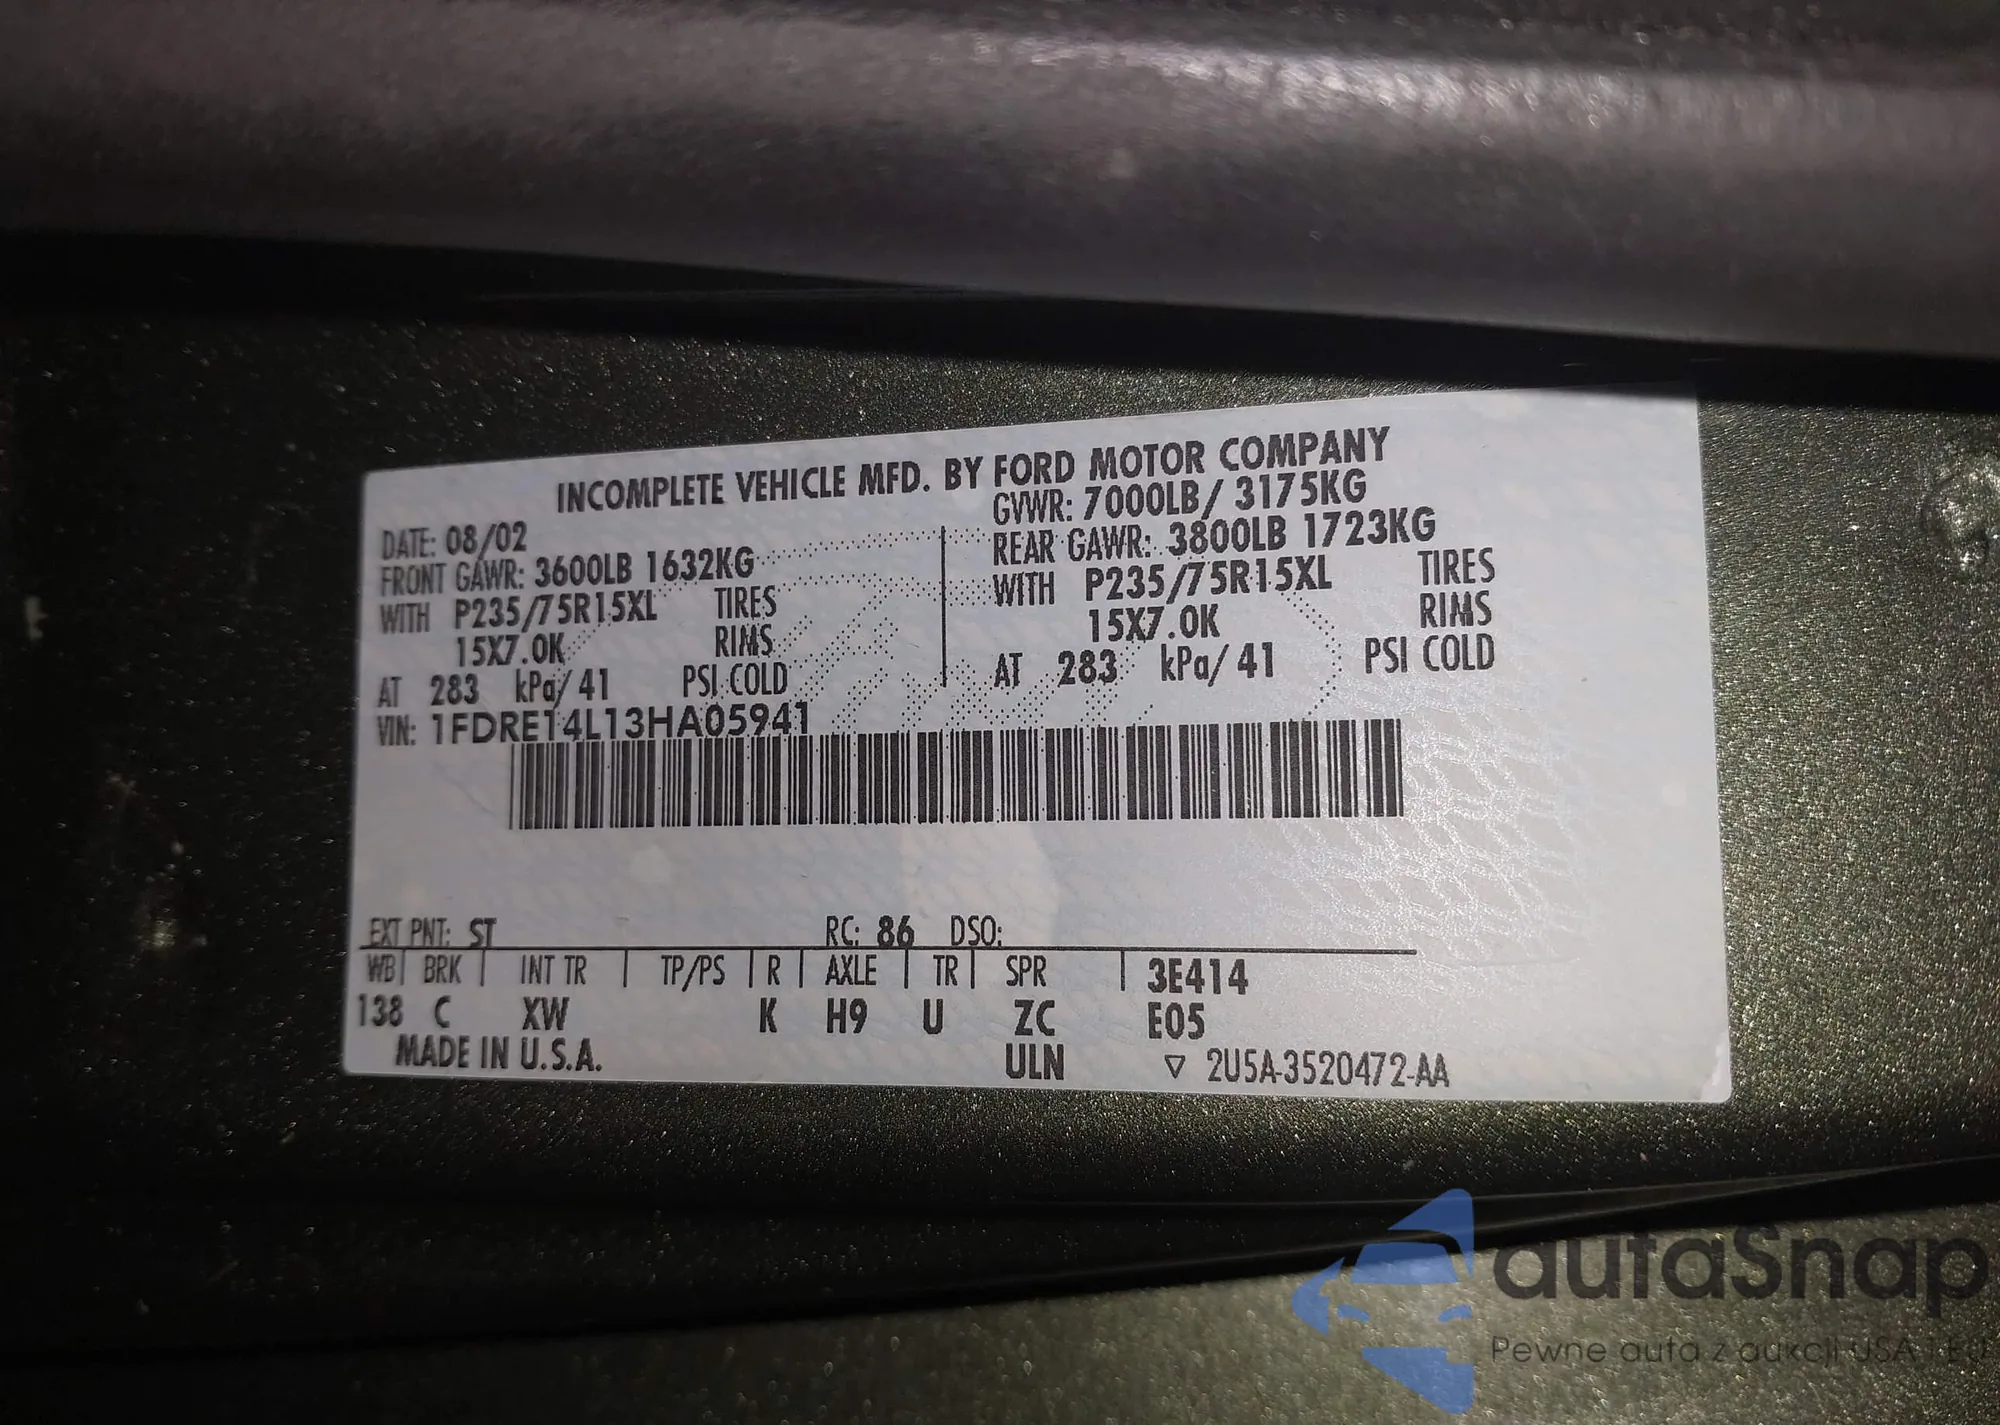 INCOMPLETE VEHICLE MFD. BY FORD MOTOR COMPANY
DATE: 08/02
GVWR: 7000LB/ 3175KG
FRONT GAWR: 3600LB 1632KG
REAR GAWR: 3800LB 1723KG
WITH P235/75R15XL TIRES
WITH P235/75R15XL TIRES
15X7.0K RIMS
15X7.0K RIMS
AT 283 kPa/ 41 PSI COLD
AT 283 kPa/ 41 PSI COLD
VIN: 1FDRE14L13HA05941
EXT PNT: ST RC: 86 DSO:
WB | BRK | INT TR | TP/PS | R | AXLE | TR | SPR | 3E414
138 C XW K H9 U ZC E05
MADE IN U.S.A. ULN ▽ 2U5A-3520472-AA
autaSnap
Pewne auta z aukcji USA i EU